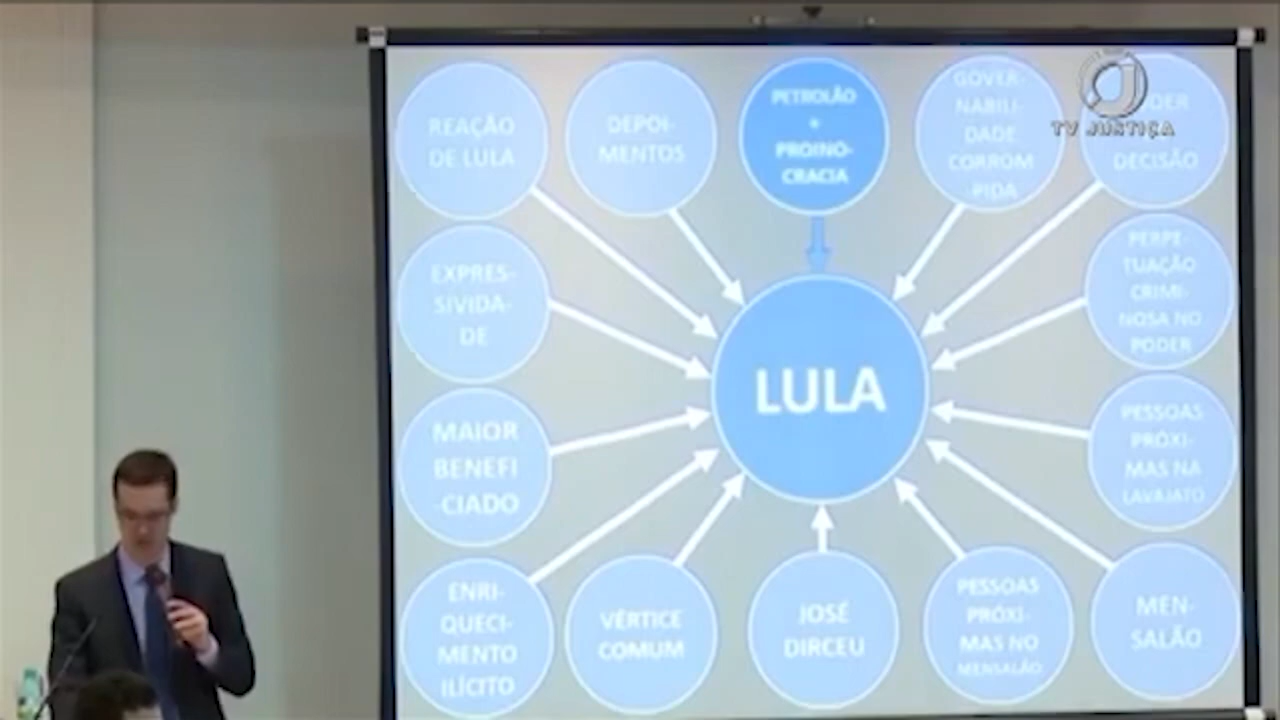 REAÇÃO
DE LULA
DEPOI-
MENTOS
PETROLÃO
+
PROINO-
CRACIA
GOVER-
NABILI-
DADE
CORROM
PIDA
DECISÃO
TV JUSTIÇA
EXPRES-
SIVIDA-
DE
PERPE-
TUAÇÃO
CRIMI-
NOSA NO
PODER
LULA
MAIOR
BENEFI
CIADO
PESSOAS
PRÓXI-
MAS NA
LAVAJATO
ENRI-
QUECI-
MENTO
ILÍCITO
VÉRTICE
COMUM
JOSÉ
DIRCEU
PESSOAS
PRÓXI-
MAS NO
MENSALÃO
MEN-
SALÃO